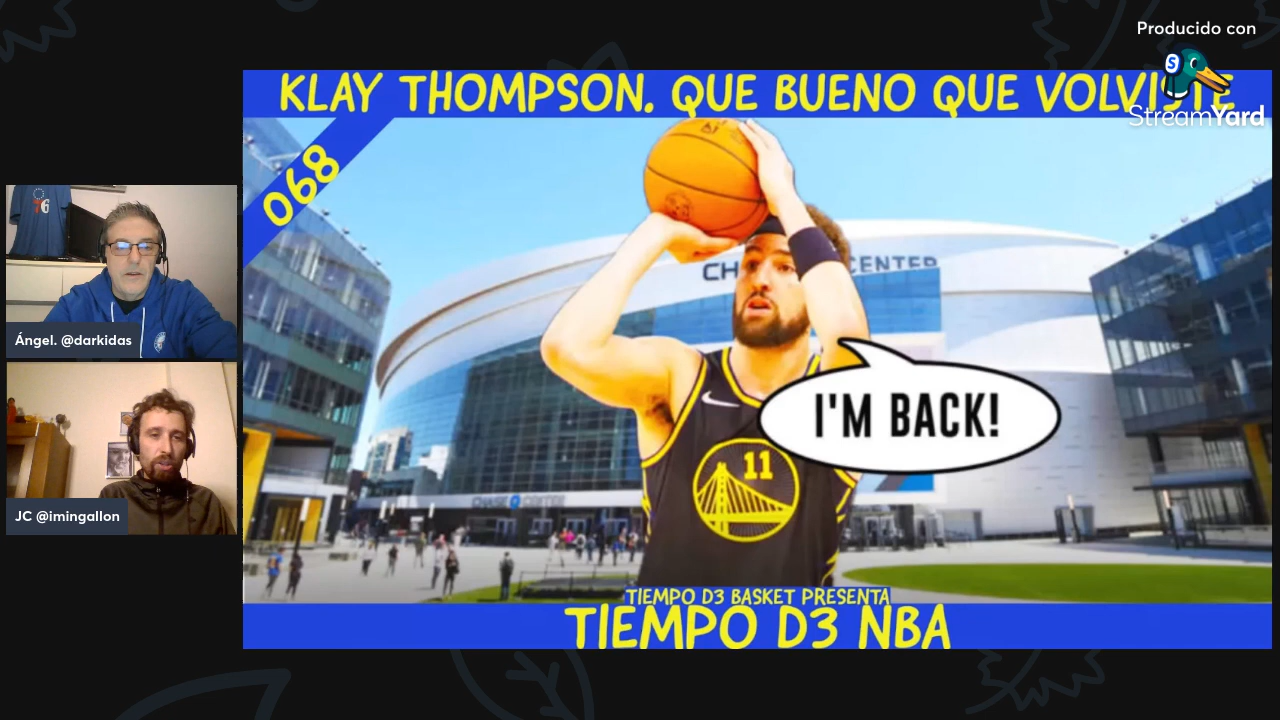 Producido con
StreamYard
KLAY THOMPSON. QUE BUENO QUE VOLVISTE
068
76
Ángel. @darkidas
JC @imingallon
CENTER
CHASE CENTER
I'M BACK!
11
TIEMPO D3 BASKET PRESENTA
TIEMPO D3 NBA